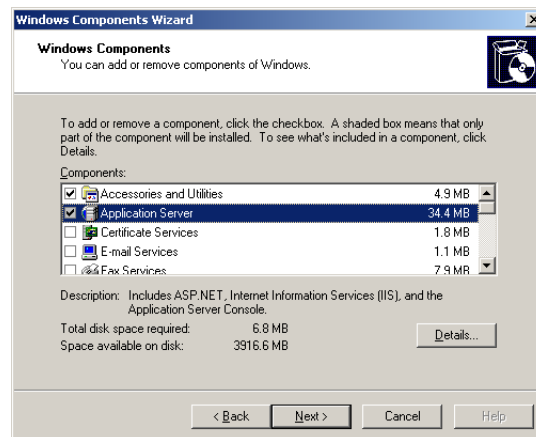 Windows Components Wizard
Windows Components
You can add or remove components of Windows.
To add or remove a component, click the checkbox. A shaded box means that only
part of the component will be installed. To see what's included in a component, click
Details.
Components:
Accessories and Utilities 4.9 MB
Application Server 34.4 MB
Certificate Services 1.8 MB
E-mail Services 1.1 MB
Fax Services 7.9 MB
Description: Includes ASP.NET, Internet Information Services (IIS), and the
Application Server Console.
Total disk space required: 6.8 MB
Space available on disk: 3916.6 MB
Details...
< Back Next > Cancel Help